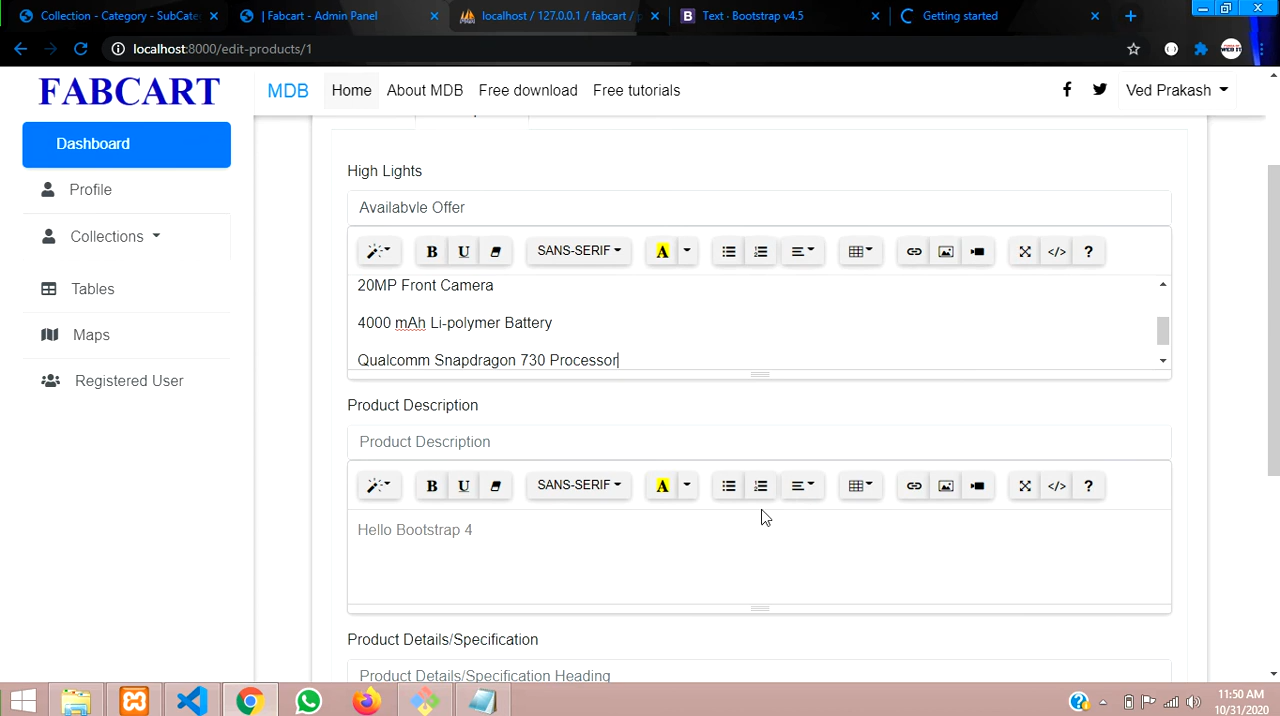 Collection - Category - SubCate
| Fabcart - Admin Panel
localhost / 127.0.0.1 / fabcart /
Text · Bootstrap v4.5
Getting started
localhost:8000/edit-products/1
FABCART
MDB
Home
About MDB
Free download
Free tutorials
Ved Prakash
Dashboard
Profile
Collections
Tables
Maps
Registered User
High Lights
Availabvle Offer
B U SANS-SERIF A </> ?
20MP Front Camera
4000 mAh Li-polymer Battery
Qualcomm Snapdragon 730 Processor
Product Description
Product Description
B U SANS-SERIF A </> ?
Hello Bootstrap 4
Product Details/Specification
Product Details/Specification Heading
11:50 AM
10/31/2020